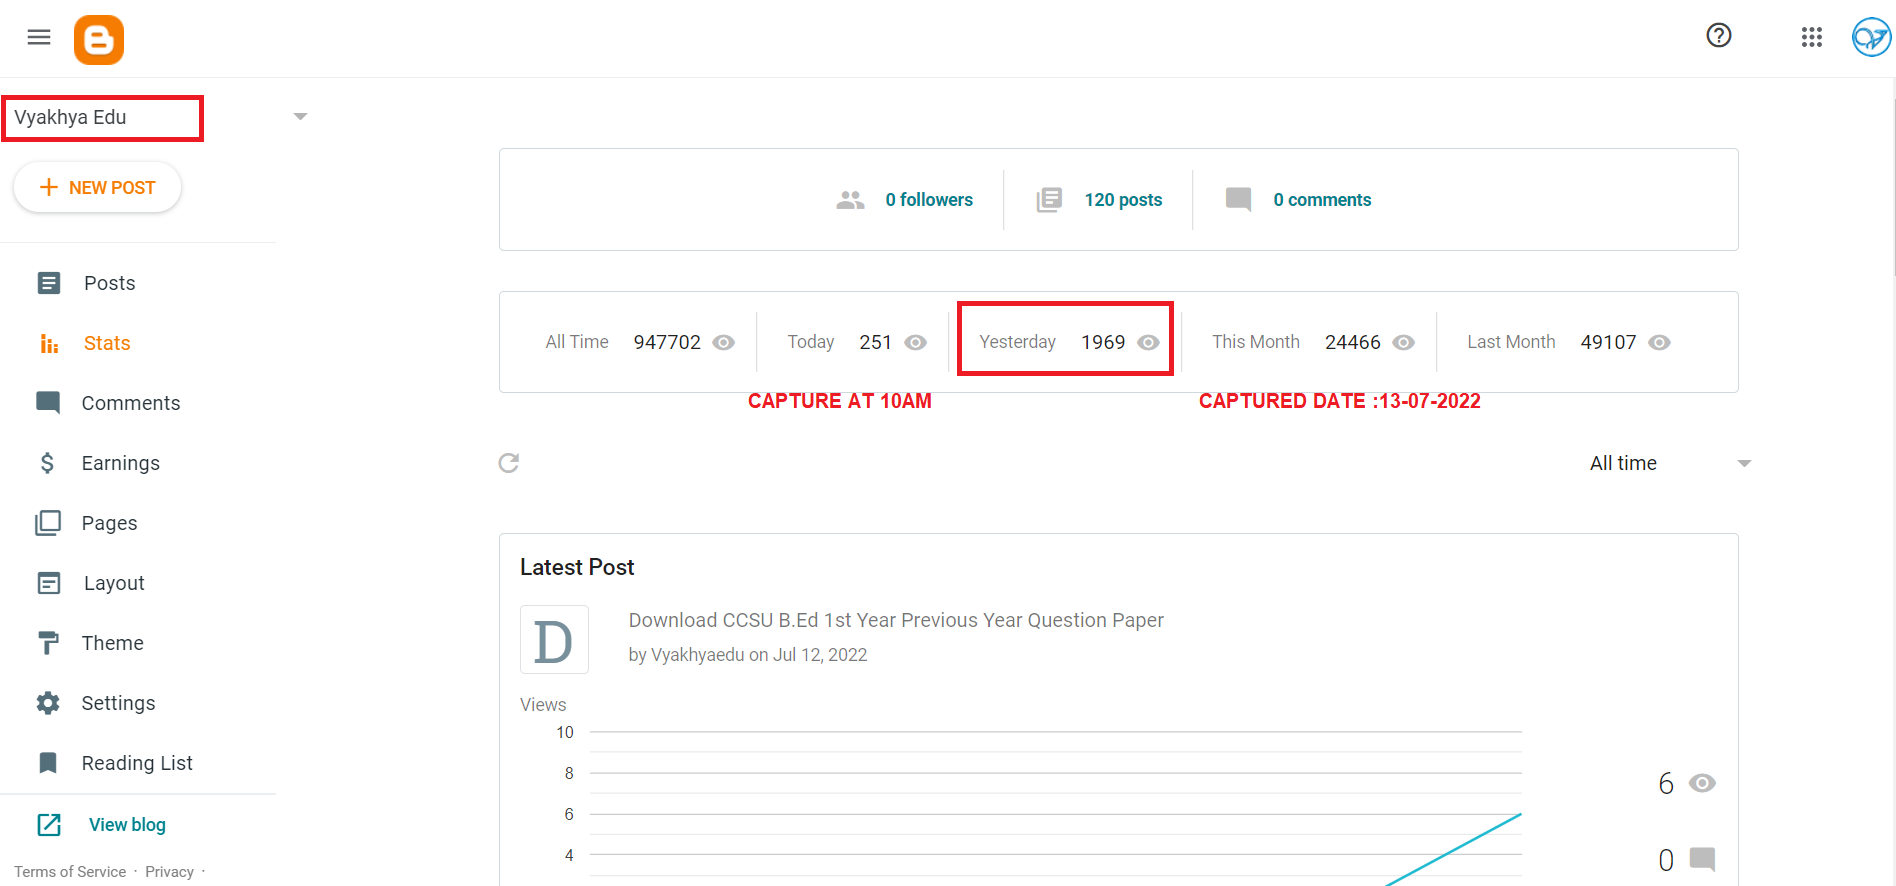 Vyakhya Edu
NEW POST
Posts
Stats
Comments
Earnings
Pages
Layout
Theme
Settings
Reading List
View blog
Terms of Service · Privacy ·
0 followers 120 posts 0 comments
All Time 947702 Today 251 Yesterday 1969 This Month 24466 Last Month 49107
CAPTURE AT 10AM CAPTURED DATE :13-07-2022
All time
Latest Post
D
Download CCSU B.Ed 1st Year Previous Year Question Paper
by Vyakhyaedu on Jul 12, 2022
Views
10
8
6
4
6
0